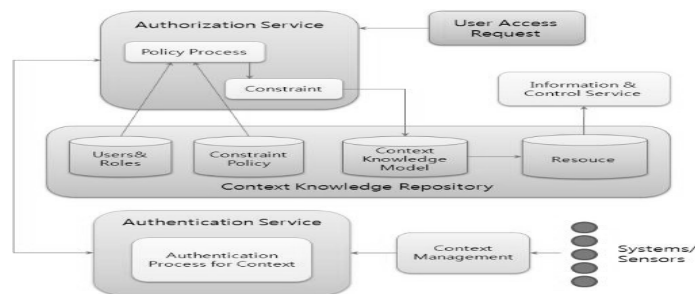 Authorization Service
User Access
Request
Policy Process
Constraint
Information &
Control Service
Users&
Roles
Constraint
Policy
Context
Knowledge
Model
Resouce
Context Knowledge Repository
Authentication Service
Authentication
Process for Context
Context
Management
Systems/
Sensors